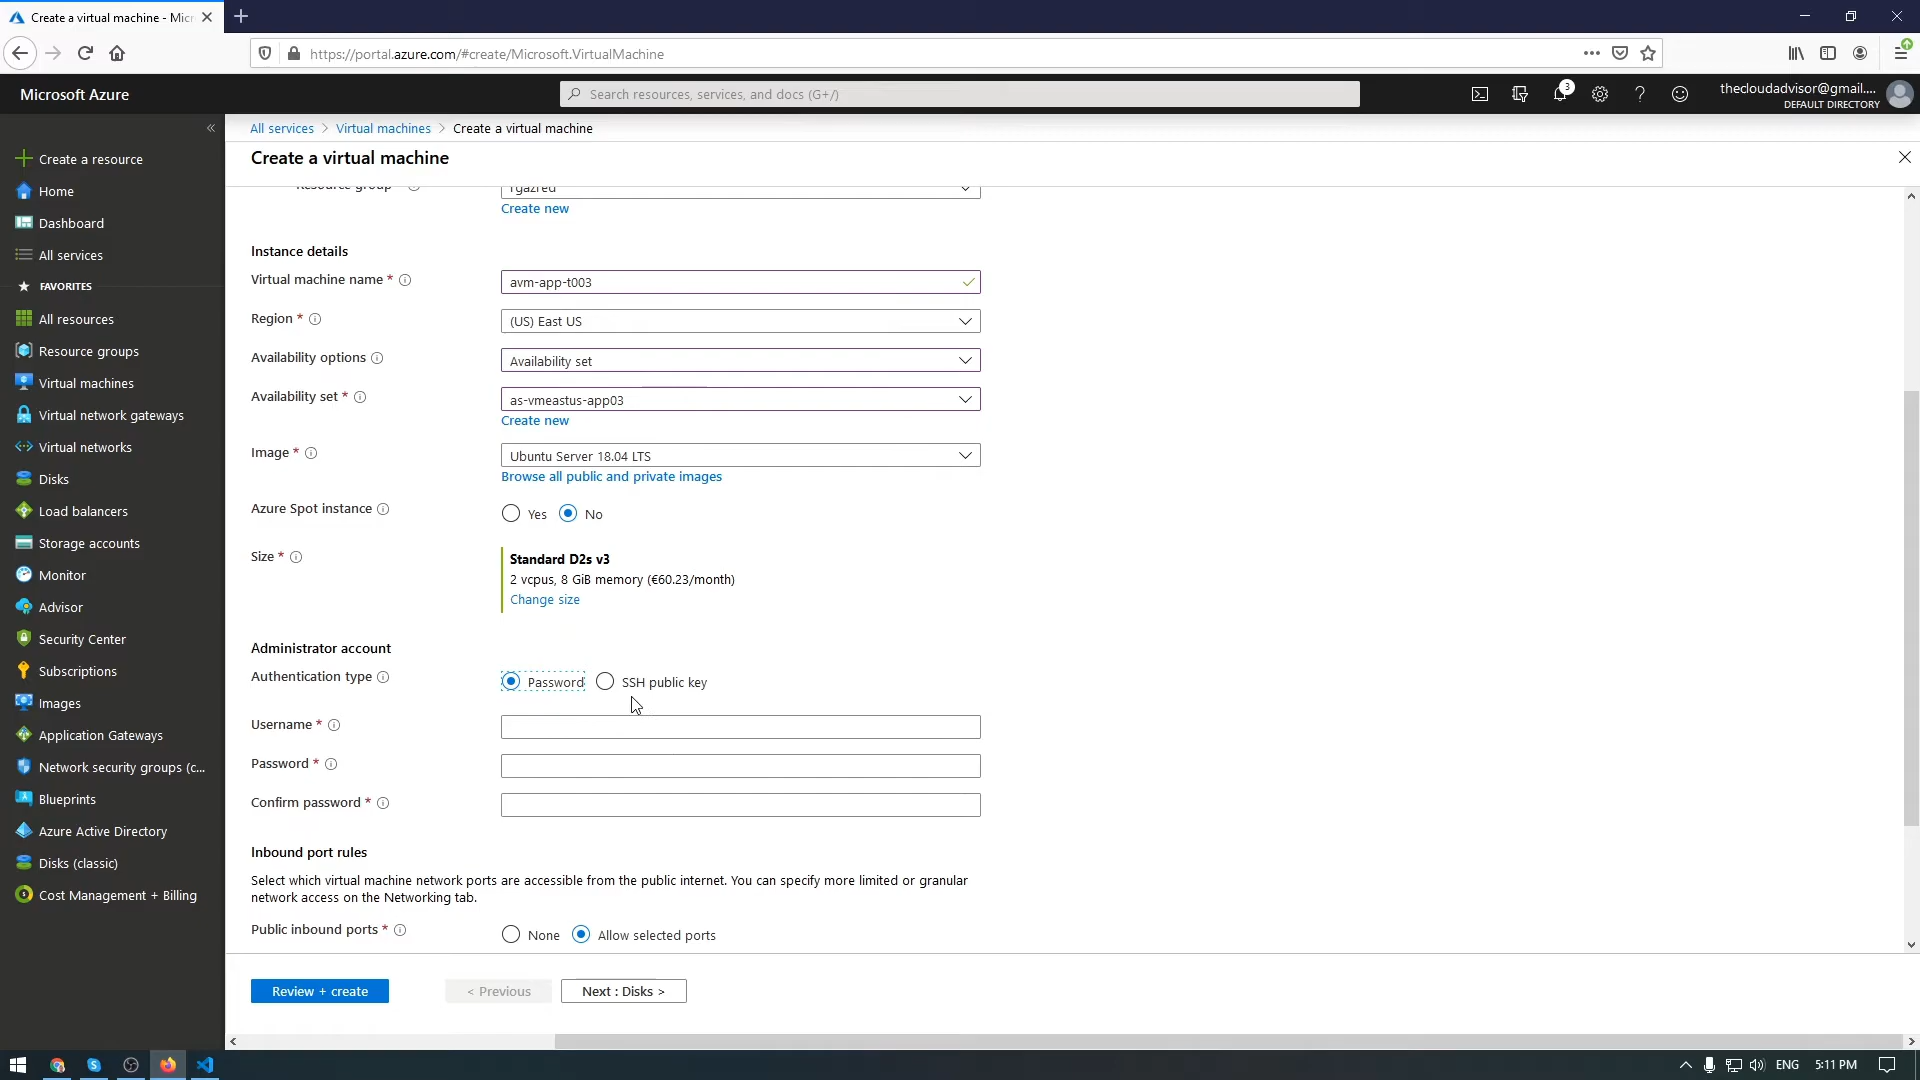 Create a virtual machine - Micr
https://portal.azure.com/#create/Microsoft.VirtualMachine
Microsoft Azure
Search resources, services, and docs (G+/)
3
thecloudadvisor@gmail....
DEFAULT DIRECTORY
All services > Virtual machines > Create a virtual machine
Create a virtual machine
Create a resource
Home
Dashboard
All services
FAVORITES
All resources
Resource groups
Virtual machines
Virtual network gateways
Virtual networks
Disks
Load balancers
Storage accounts
Monitor
Advisor
Security Center
Subscriptions
Images
Application Gateways
Network security groups (c...
Blueprints
Azure Active Directory
Disks (classic)
Cost Management + Billing
Resource group
Create new
Instance details
Virtual machine name *
avm-app-t003
Region *
(US) East US
Availability options
Availability set
Availability set *
as-vmeastus-app03
Create new
Image *
Ubuntu Server 18.04 LTS
Browse all public and private images
Azure Spot instance
Yes No
Size *
Standard D2s v3
2 vcpus, 8 GiB memory (€60.23/month)
Change size
Administrator account
Authentication type
Password SSH public key
Username *
Password *
Confirm password *
Inbound port rules
Select which virtual machine network ports are accessible from the public internet. You can specify more limited or granular
network access on the Networking tab.
Public inbound ports *
None Allow selected ports
Review + create
< Previous
Next : Disks >
ENG
5:11 PM